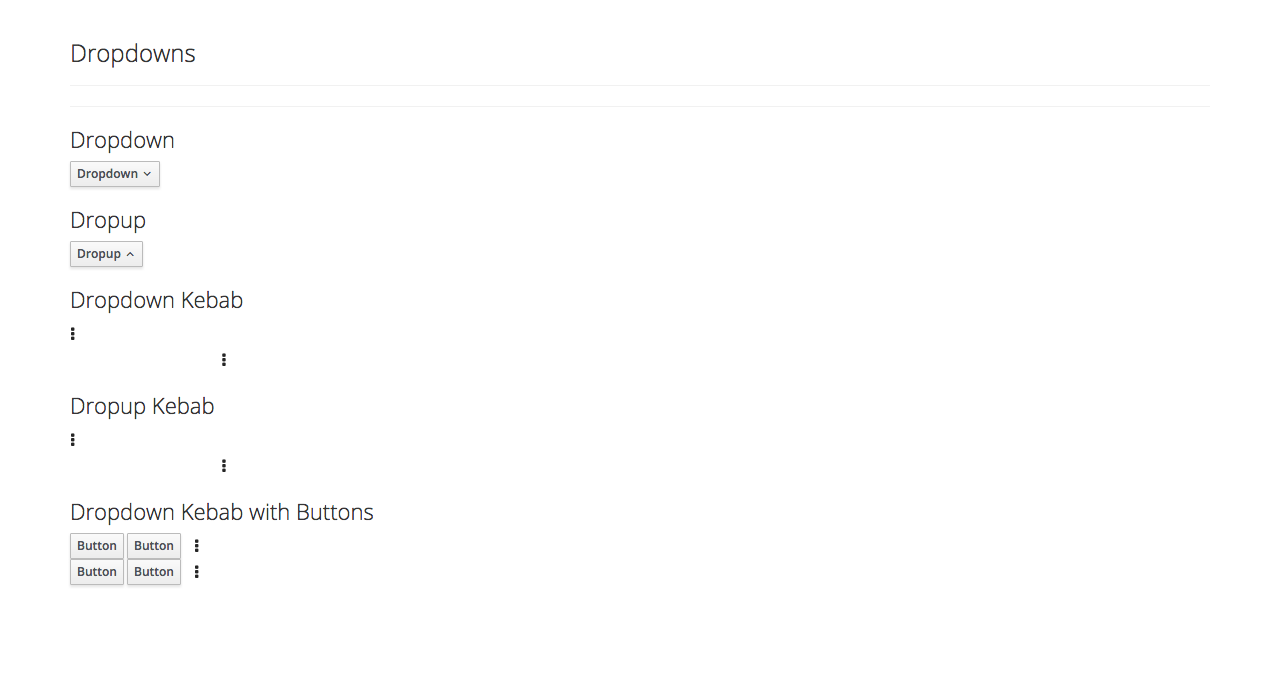 Dropdowns
Dropdown
Dropdown
Dropup
Dropup
Dropdown Kebab
Dropup Kebab
Dropdown Kebab with Buttons
Button Button
Button Button